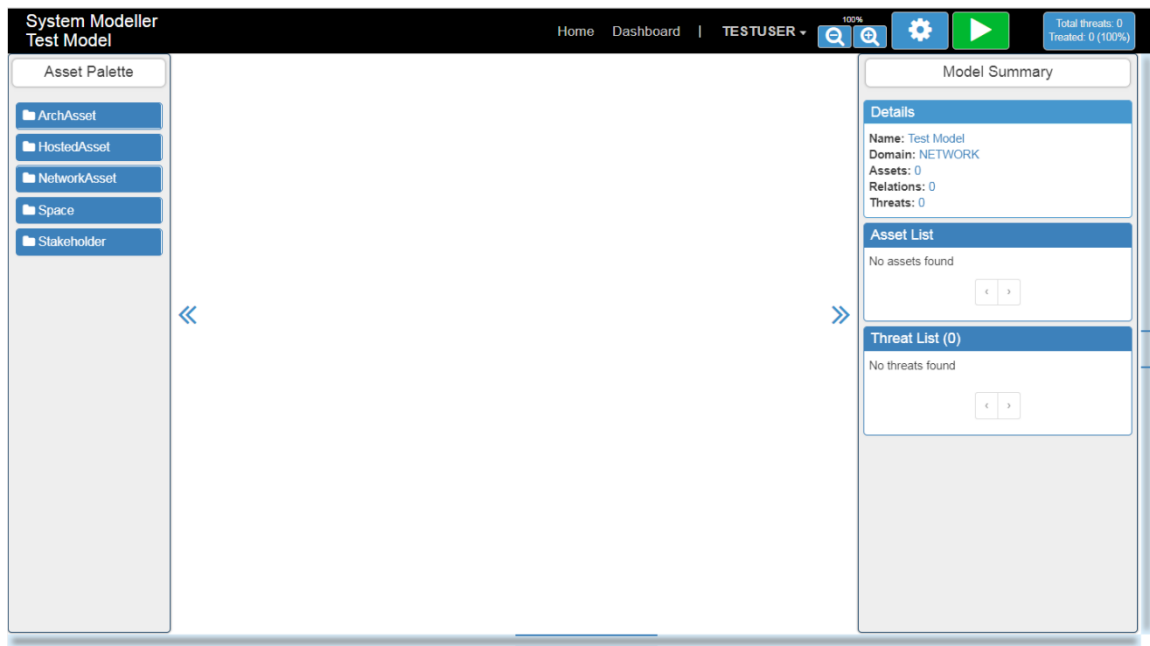 System Modeller
Test Model
Home Dashboard | TESTUSER
100%
Total threats: 0
Treated: 0 (100%)
Asset Palette
ArchAsset
HostedAsset
NetworkAsset
Space
Stakeholder
Model Summary
Details
Name: Test Model
Domain: NETWORK
Assets: 0
Relations: 0
Threats: 0
Asset List
No assets found
‹ ›
Threat List (0)
No threats found
‹ ›